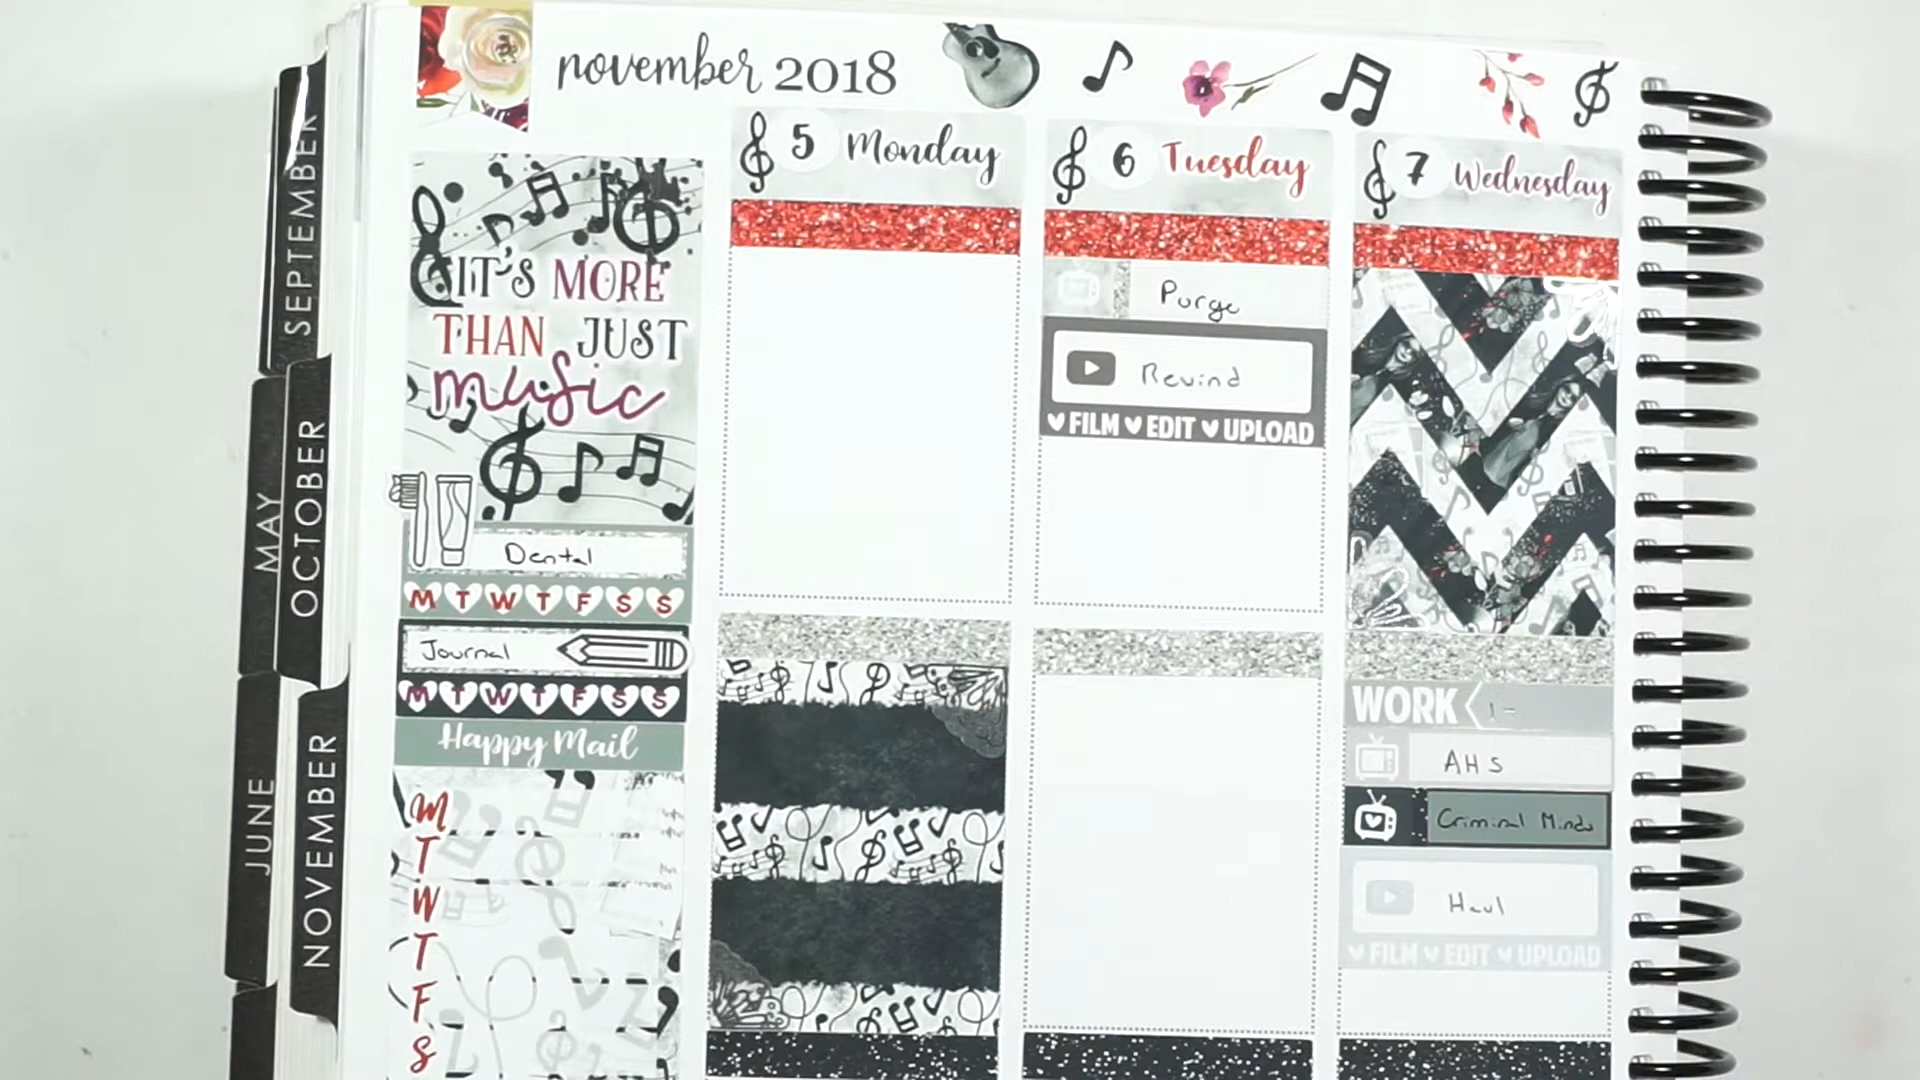 november 2018
SEPTEMBER
OCTOBER
MAY
NOVEMBER
JUNE
IT'S MORE
THAN JUST
music
Dental
M T W T F S S
Journal
M T W T F S S
Happy Mail
M
T
W
T
F
S
5 Monday
6 Tuesday
Purge
Rewind
FILM EDIT UPLOAD
7 Wednesday
WORK 1-
AHS
Criminal Minds
Haul
FILM EDIT UPLOAD